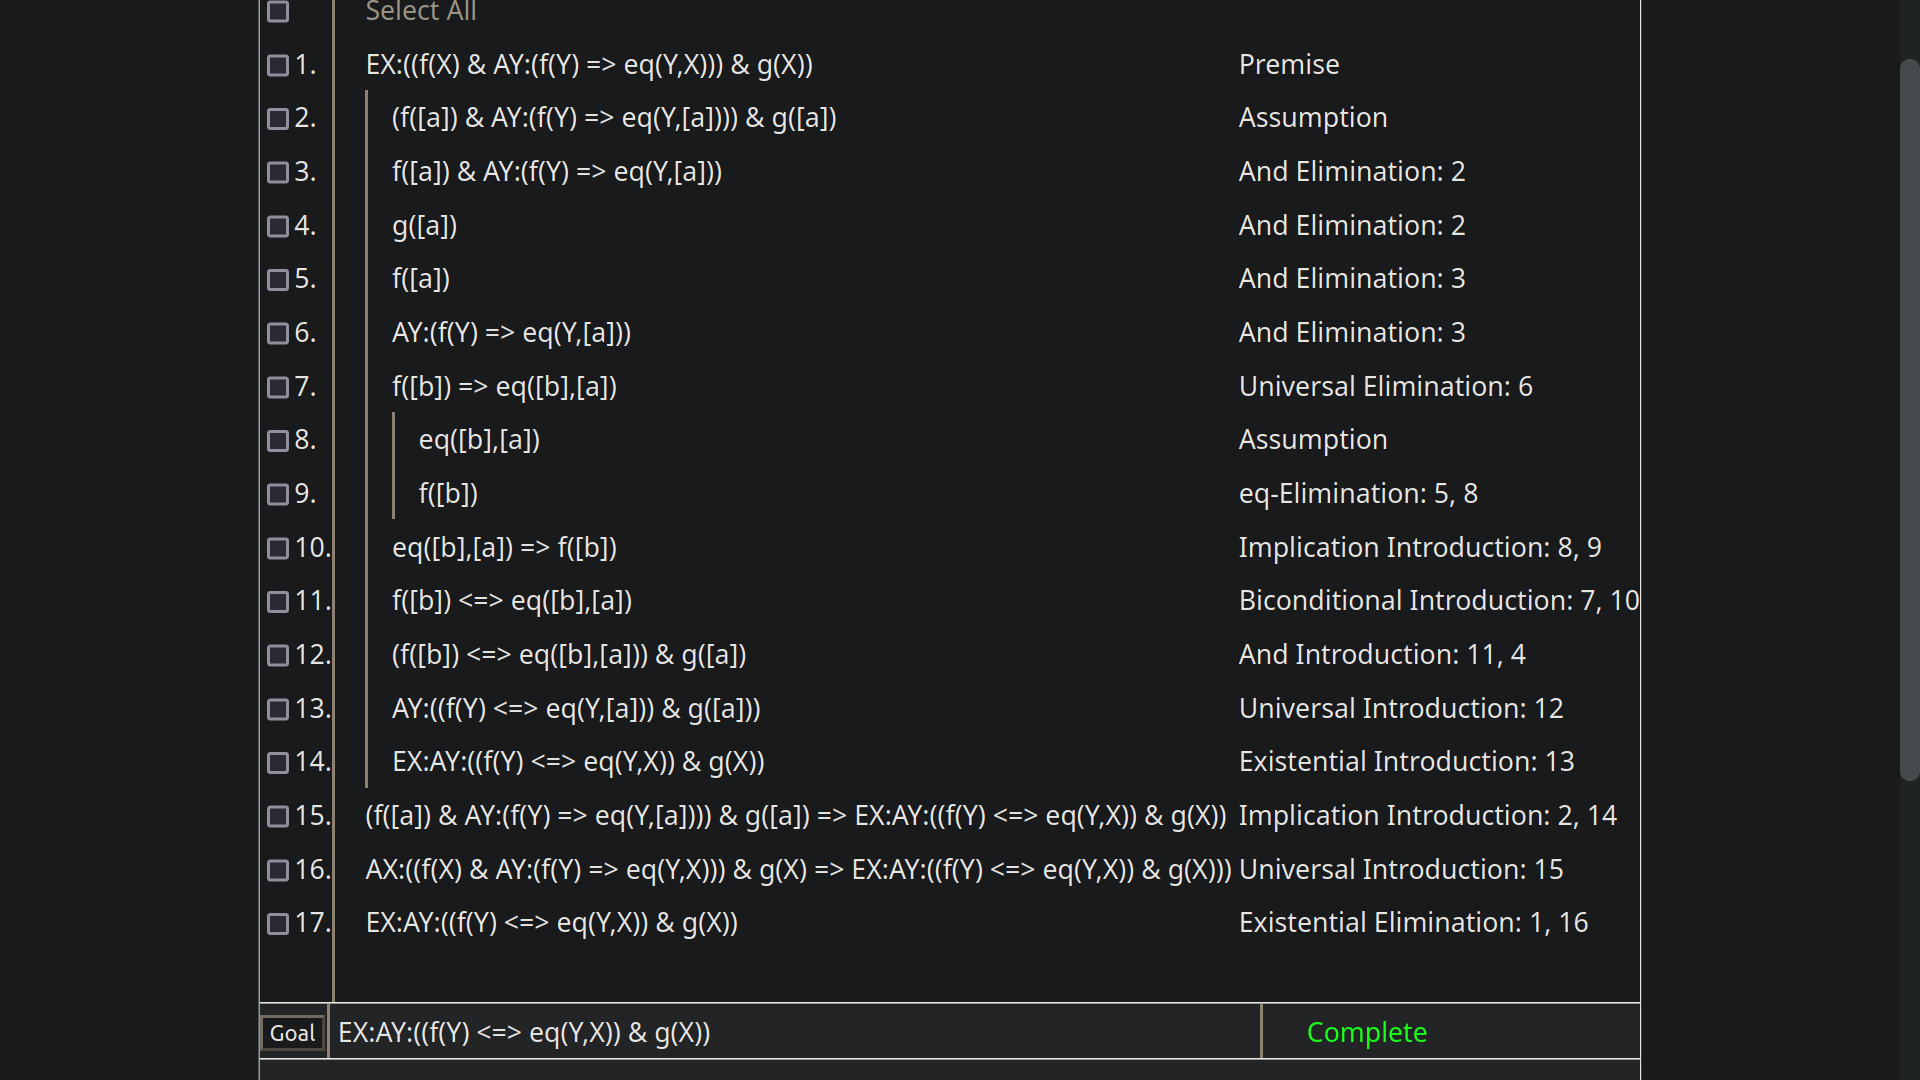 Select All
1. EX:((f(X) & AY:(f(Y) => eq(Y,X))) & g(X)) Premise
2. (f([a]) & AY:(f(Y) => eq(Y,[a]))) & g([a]) Assumption
3. f([a]) & AY:(f(Y) => eq(Y,[a])) And Elimination: 2
4. g([a]) And Elimination: 2
5. f([a]) And Elimination: 3
6. AY:(f(Y) => eq(Y,[a])) And Elimination: 3
7. f([b]) => eq([b],[a]) Universal Elimination: 6
8. eq([b],[a]) Assumption
9. f([b]) eq-Elimination: 5, 8
10. eq([b],[a]) => f([b]) Implication Introduction: 8, 9
11. f([b]) <=> eq([b],[a]) Biconditional Introduction: 7, 10
12. (f([b]) <=> eq([b],[a])) & g([a]) And Introduction: 11, 4
13. AY:((f(Y) <=> eq(Y,[a])) & g([a])) Universal Introduction: 12
14. EX:AY:((f(Y) <=> eq(Y,X)) & g(X)) Existential Introduction: 13
15. (f([a]) & AY:(f(Y) => eq(Y,[a]))) & g([a]) => EX:AY:((f(Y) <=> eq(Y,X)) & g(X)) Implication Introduction: 2, 14
16. AX:((f(X) & AY:(f(Y) => eq(Y,X))) & g(X) => EX:AY:((f(Y) <=> eq(Y,X)) & g(X))) Universal Introduction: 15
17. EX:AY:((f(Y) <=> eq(Y,X)) & g(X)) Existential Elimination: 1, 16
Goal EX:AY:((f(Y) <=> eq(Y,X)) & g(X)) Complete